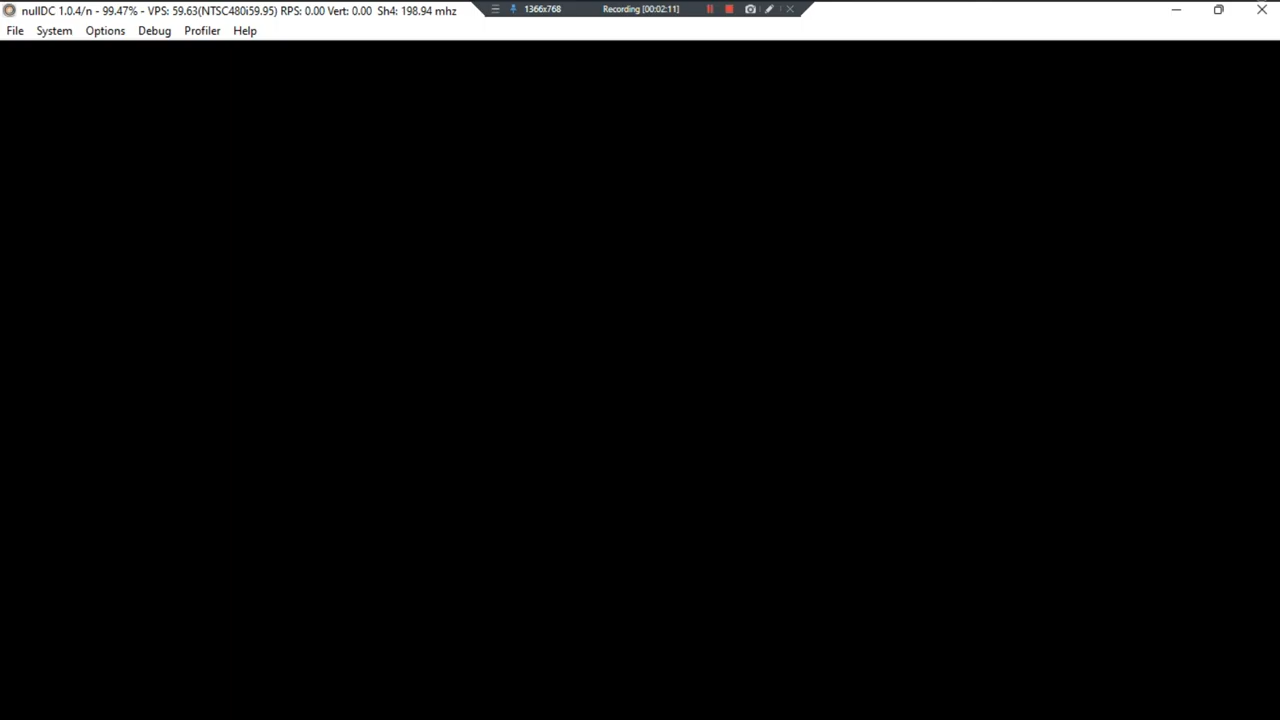 nullDC 1.0.4/n - 99.47% - VPS: 59.63(NTSC480i59.95) RPS: 0.00 Vert: 0.00 Sh4: 198.94 mhz
1366x768
Recording [00:02:11]
File System Options Debug Profiler Help